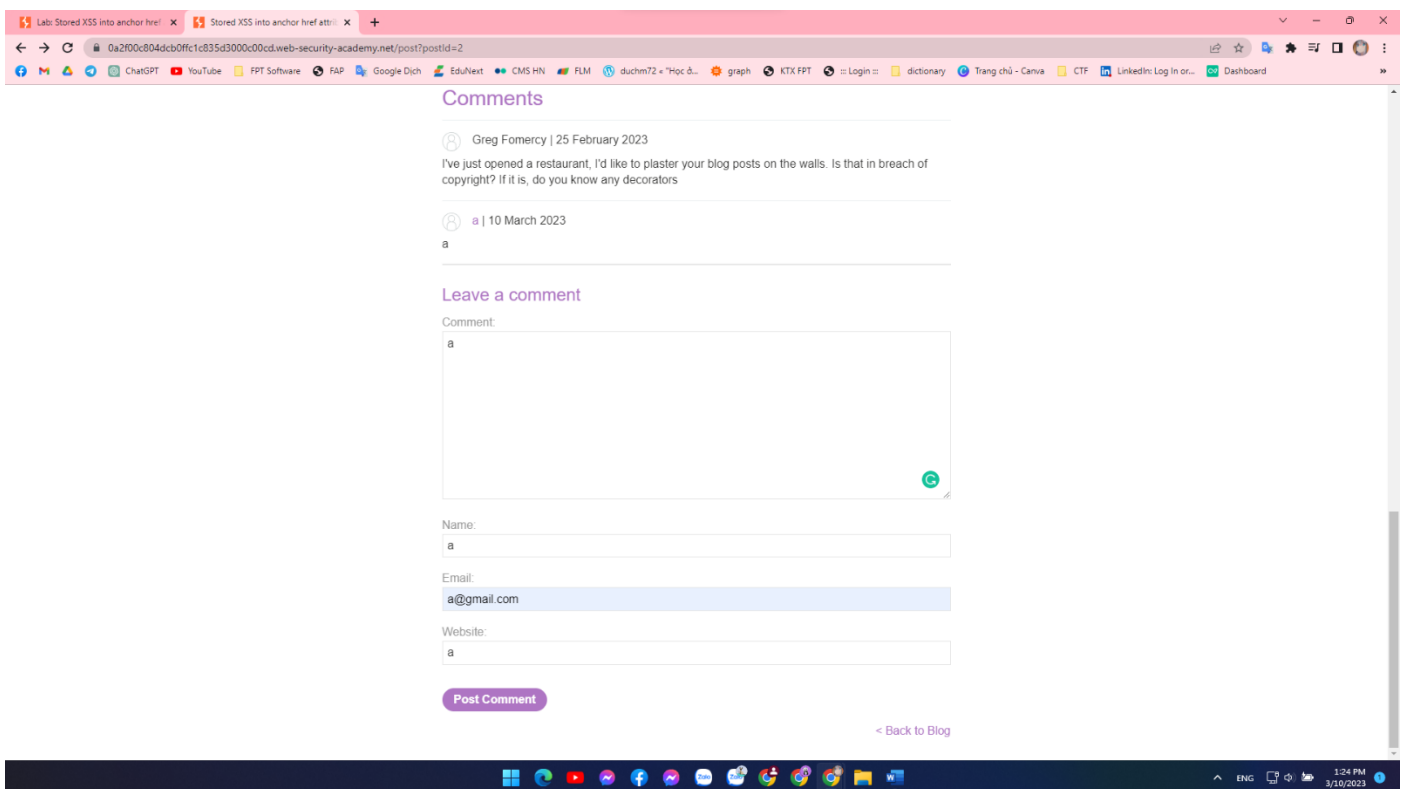 Lab: Stored XSS into anchor href
Stored XSS into anchor href attrib
0a2f00c804dcb0ffc1c835d3000c00cd.web-security-academy.net/post?postId=2
ChatGPT YouTube FPT Software FAP Google Dịch EduNext CMS HN FLM duchm72 « "Học â... graph KTX FPT ::: Login ::: dictionary Trang chủ - Canva CTF LinkedIn: Log In or... Dashboard »
Comments
Greg Fomercy | 25 February 2023
I've just opened a restaurant, I'd like to plaster your blog posts on the walls. Is that in breach of
copyright? If it is, do you know any decorators
a | 10 March 2023
a
Leave a comment
Comment:
a
Name:
a
Email:
a@gmail.com
Website:
a
Post Comment
< Back to Blog
ENG
1:24 PM
3/10/2023